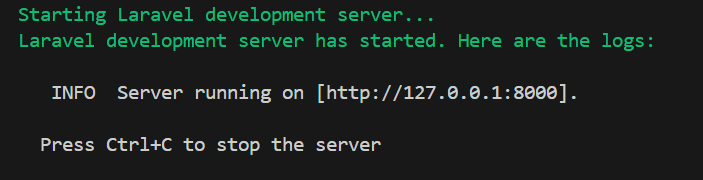 Starting Laravel development server...
Laravel development server has started. Here are the logs:
INFO  Server running on [http://127.0.0.1:8000].
Press Ctrl+C to stop the server